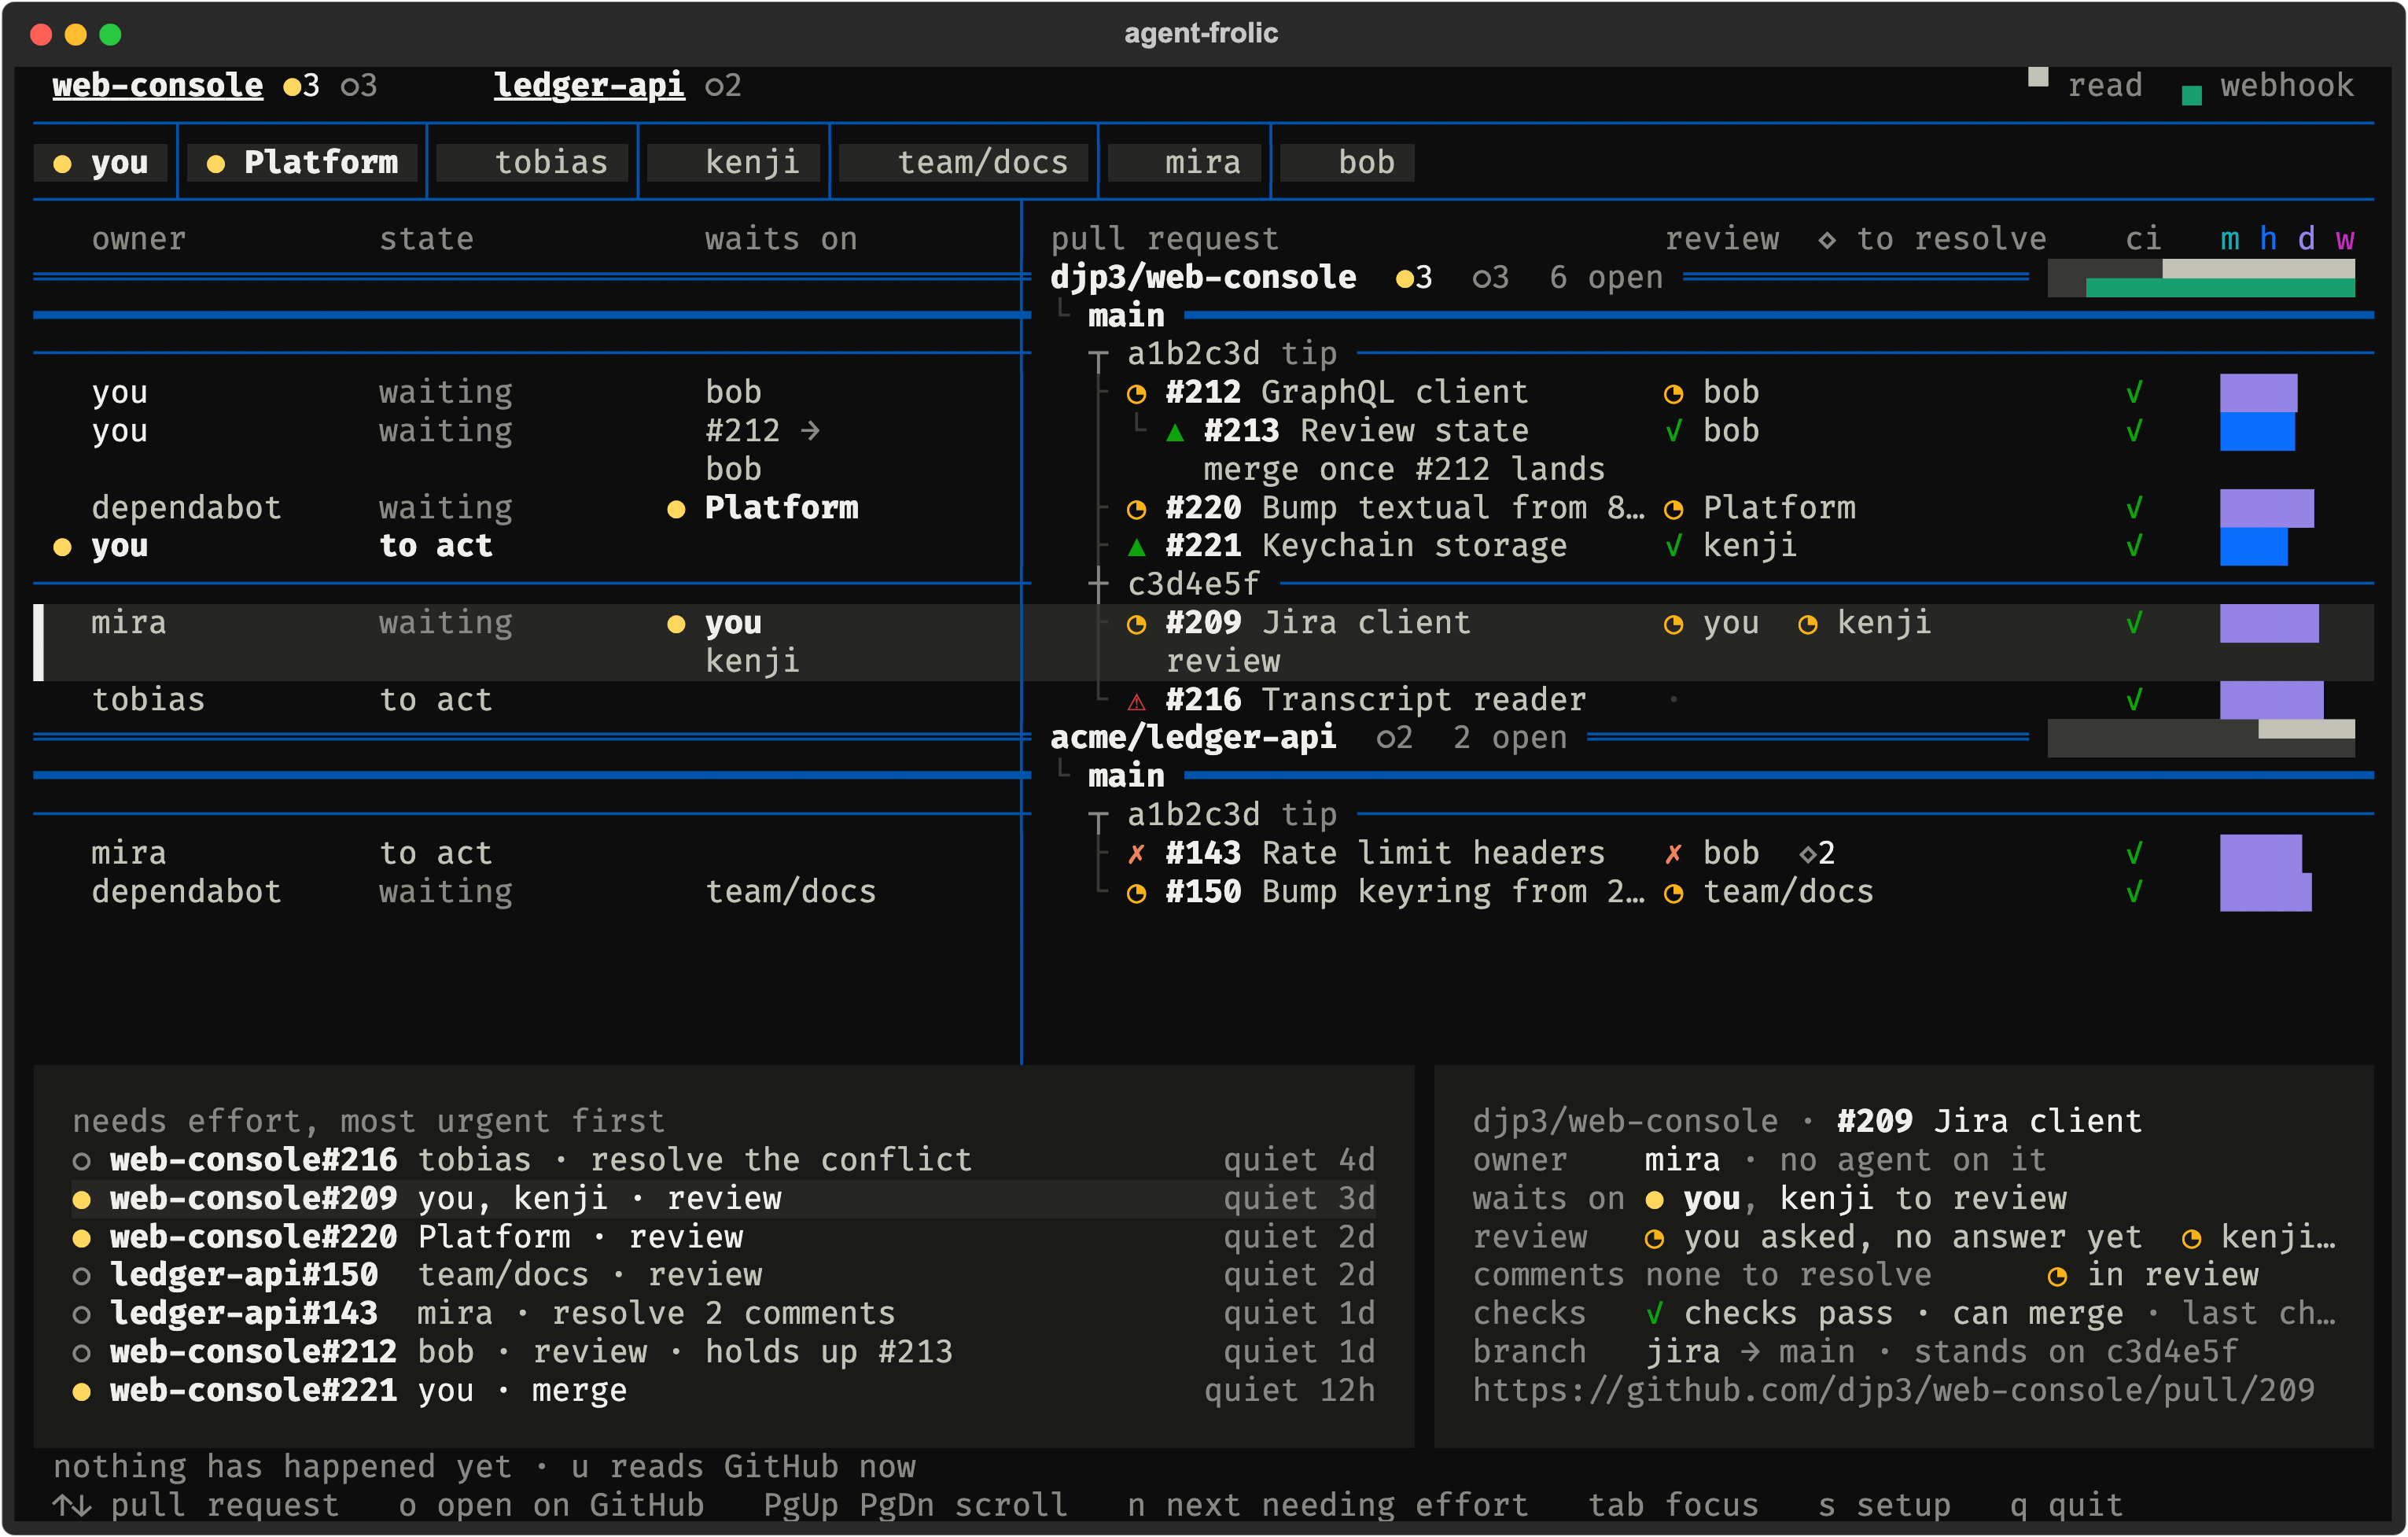 agent-frolic
web-console ●3 ○3 ledger-api ○2 read webhook
● you ● Platform tobias kenji team/docs mira bob
owner state waits on pull request review ◇ to resolve ci m h d w
djp3/web-console ●3 ○3 6 open
└ main
a1b2c3d tip
you waiting bob ◔ #212 GraphQL client ◔ bob √
you waiting #212 → └ ▲ #213 Review state √ bob √
bob merge once #212 lands
dependabot waiting ● Platform ◔ #220 Bump textual from 8… ◔ Platform √
● you to act ▲ #221 Keychain storage √ kenji √
c3d4e5f
mira waiting ● you ◔ #209 Jira client ◔ you ◔ kenji √
kenji review
tobias to act ⚠ #216 Transcript reader · √
acme/ledger-api ○2 2 open
└ main
a1b2c3d tip
mira to act ✗ #143 Rate limit headers ✗ bob ◇2 √
dependabot waiting team/docs ◔ #150 Bump keyring from 2… ◔ team/docs √
needs effort, most urgent first
○ web-console#216 tobias · resolve the conflict quiet 4d
● web-console#209 you, kenji · review quiet 3d
● web-console#220 Platform · review quiet 2d
○ ledger-api#150 team/docs · review quiet 2d
○ ledger-api#143 mira · resolve 2 comments quiet 1d
○ web-console#212 bob · review · holds up #213 quiet 1d
● web-console#221 you · merge quiet 12h
djp3/web-console · #209 Jira client
owner mira · no agent on it
waits on ● you, kenji to review
review ◔ you asked, no answer yet ◔ kenji…
comments none to resolve ◔ in review
checks √ checks pass · can merge · last ch…
branch jira → main · stands on c3d4e5f
https://github.com/djp3/web-console/pull/209
nothing has happened yet · u reads GitHub now
↑↓ pull request o open on GitHub PgUp PgDn scroll n next needing effort tab focus s setup q quit